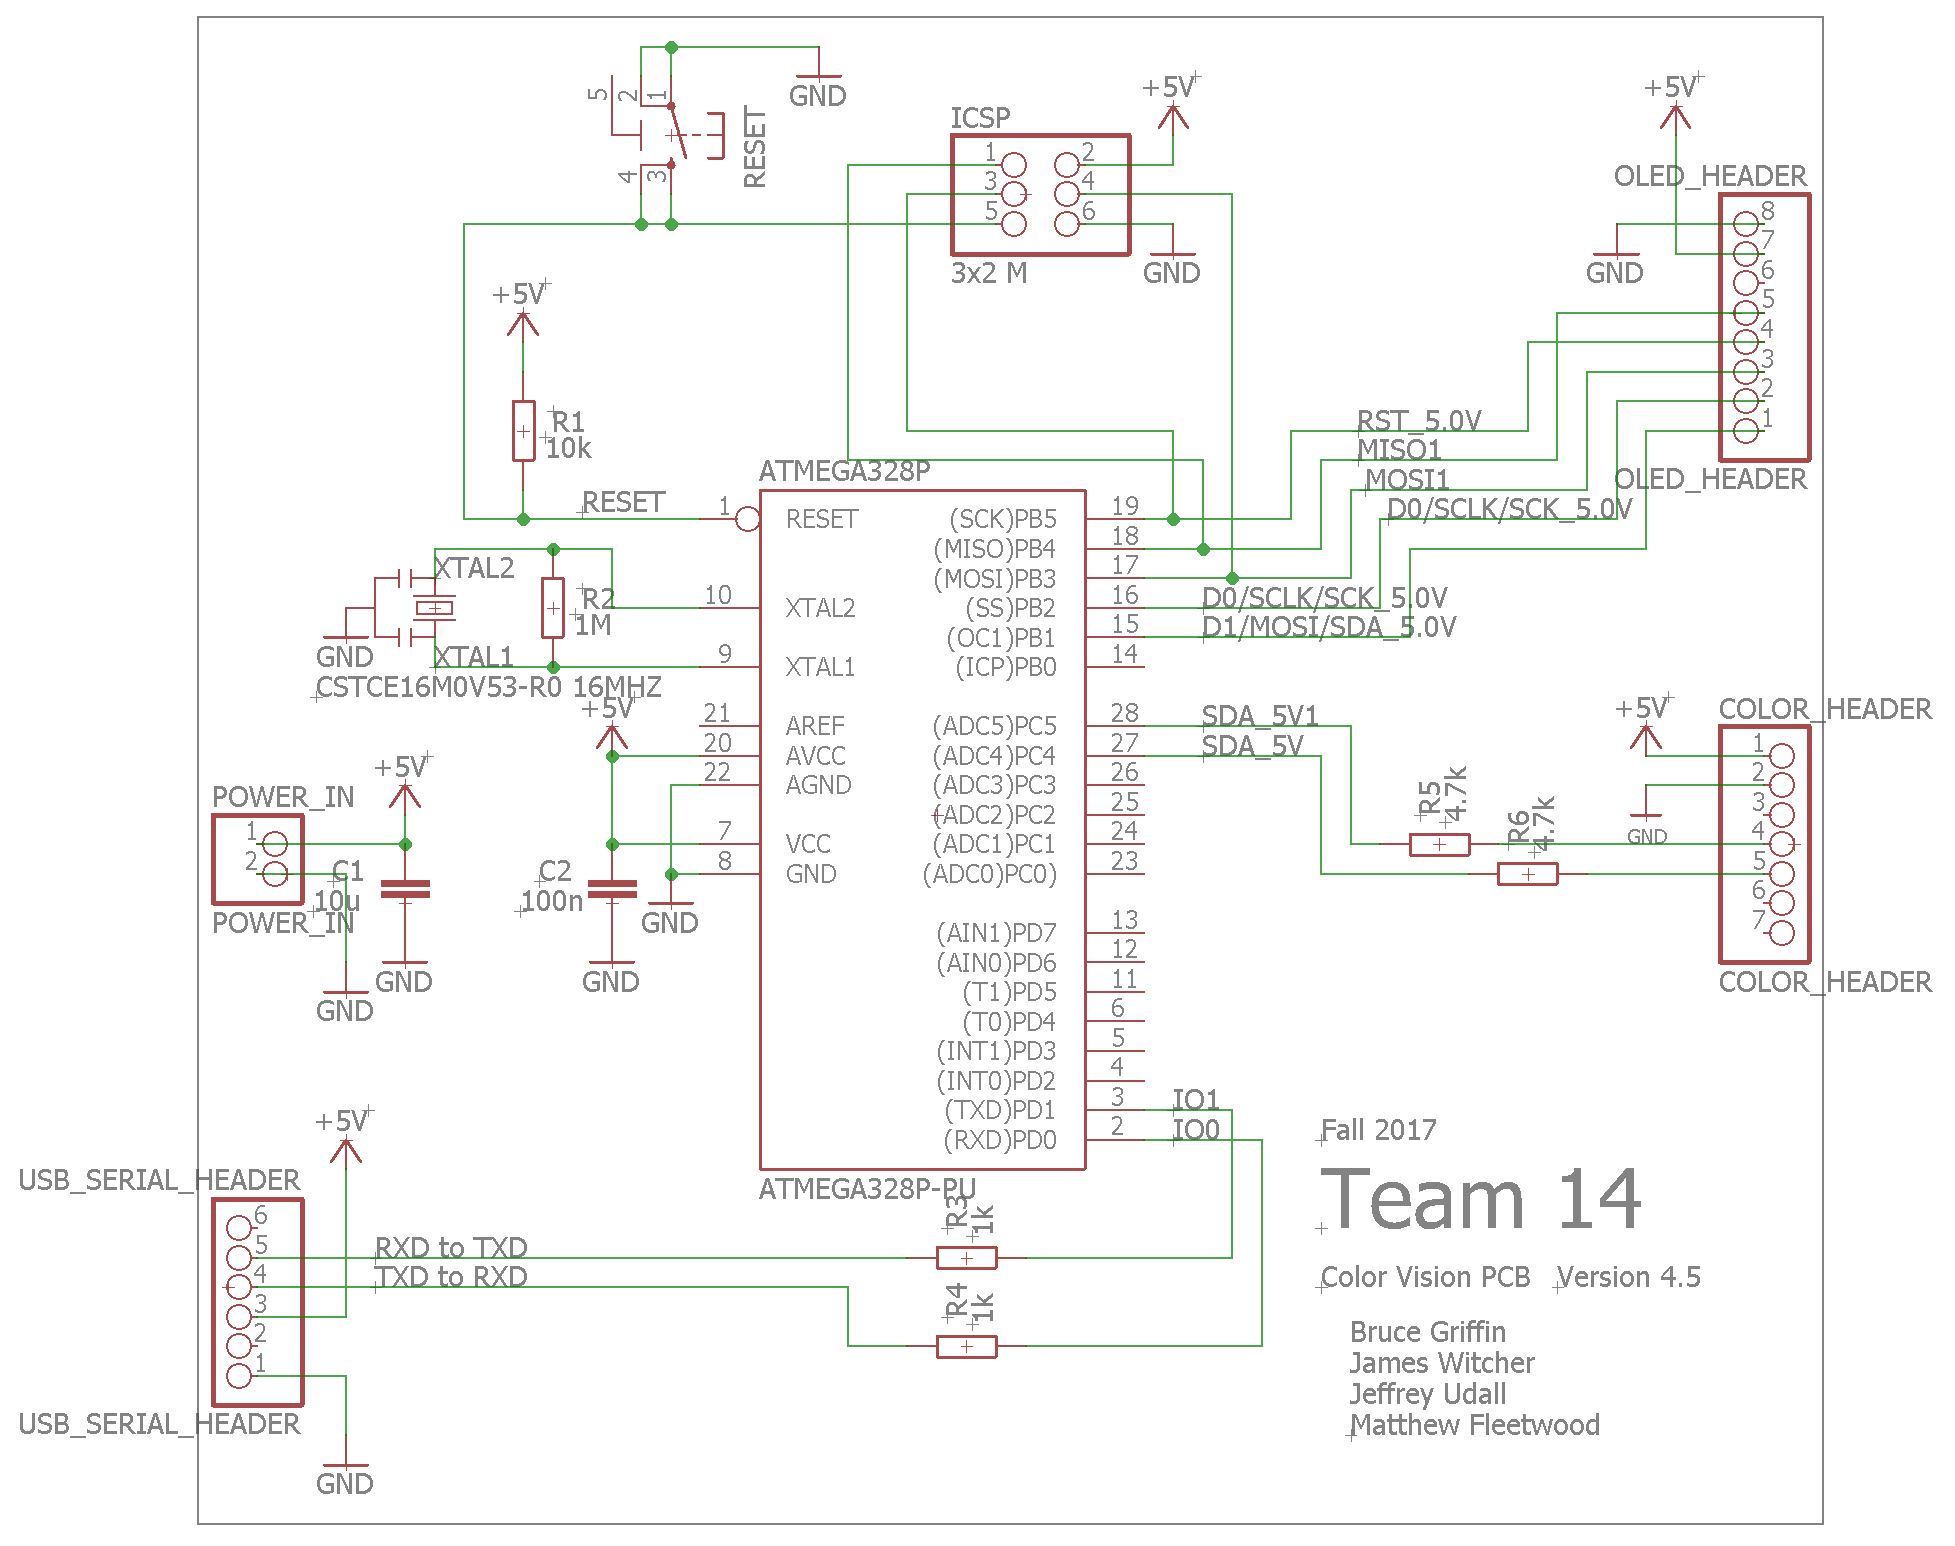 5
2
1
4
3
RESET
GND
ICSP
1
2
3
4
5
6
3x2 M
+5V
GND
+5V
OLED_HEADER
8
7
6
5
4
3
2
1
OLED_HEADER
GND
+5V
R1
10k
RST_5.0V
MISO1
MOSI1
D0/SCLK/SCK_5.0V
ATMEGA328P
RESET
1 RESET
XTAL2
10 XTAL2
R2
1M
GND
XTAL1
9 XTAL1
CSTCE16M0V53-R0 16MHZ
+5V
21 AREF
20 AVCC
22 AGND
7 VCC
8 GND
(SCK)PB5 19
(MISO)PB4 18
(MOSI)PB3 17
(SS)PB2 16
(OC1)PB1 15
(ICP)PB0 14
(ADC5)PC5 28
(ADC4)PC4 27
(ADC3)PC3 26
(ADC2)PC2 25
(ADC1)PC1 24
(ADC0)PC0) 23
(AIN1)PD7 13
(AIN0)PD6 12
(T1)PD5 11
(T0)PD4 6
(INT1)PD3 5
(INT0)PD2 4
(TXD)PD1 3
(RXD)PD0 2
ATMEGA328P-PU
D0/SCLK/SCK_5.0V
D1/MOSI/SDA_5.0V
SDA_5V1
SDA_5V
R5
4.7k
R6
4.7k
+5V
GND
COLOR_HEADER
1
2
3
4
5
6
7
COLOR_HEADER
+5V
POWER_IN
1
2
POWER_IN
C1
10u
GND
GND
C2
100n
GND
GND
IO1
IO0
+5V
USB_SERIAL_HEADER
6
5
4
3
2
1
USB_SERIAL_HEADER
GND
RXD to TXD
TXD to RXD
R3
1k
R4
1k
Fall 2017
Team 14
Color Vision PCB Version 4.5
Bruce Griffin
James Witcher
Jeffrey Udall
Matthew Fleetwood